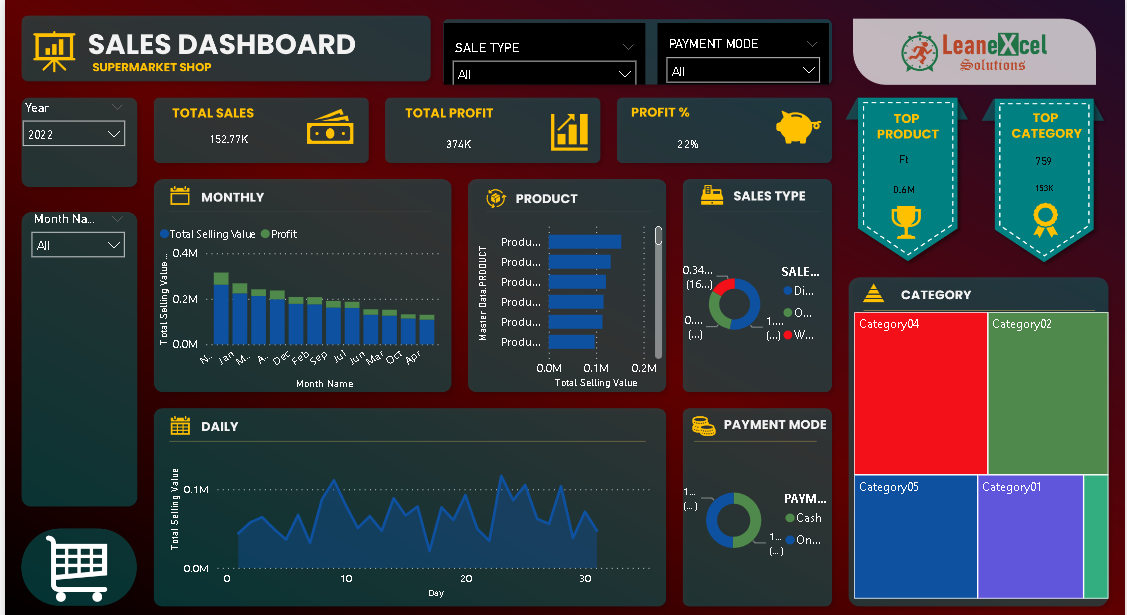 SALES DASHBOARD
SUPERMARKET SHOP
SALE TYPE
All
PAYMENT MODE
All
LeaneXcel
Solutions
Year
2022
Month Na...
All
TOTAL SALES
152.77K
TOTAL PROFIT
374K
PROFIT %
22%
TOP
PRODUCT
Ft
0.6M
TOP
CATEGORY
759
153K
MONTHLY
Total Selling Value Profit
0.4M
0.2M
0.0M
Total Selling Value ...
N.. Jan M... A.. Dec Feb Sep Jul Jun Mar Oct Apr
Month Name
PRODUCT
Master Data.PRODUCT
Produ...
Produ...
Produ...
Produ...
Produ...
Produ...
0.0M 0.1M 0.2M
Total Selling Value
SALES TYPE
0.34...
(16...)
0....
(...)
1....
(...)
SALE...
Di...
O...
W...
CATEGORY
Category04
Category02
Category05
Category01
DAILY
Total Selling Value
0.1M
0.0M
0 10 20 30
Day
PAYMENT MODE
1...
(...)
1...
(...)
PAYM...
Cash
On...